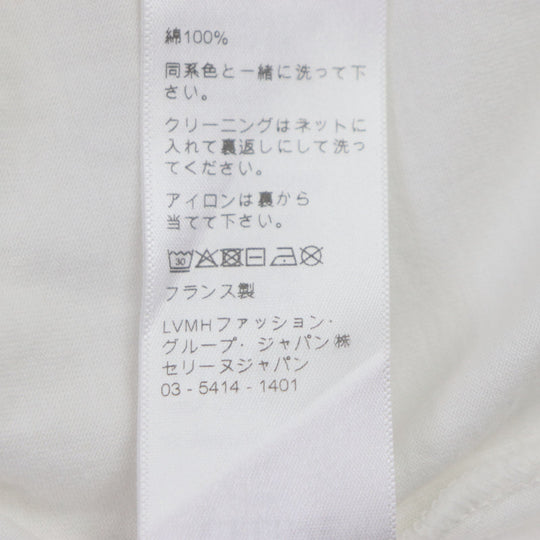 綿100%
同系色と一緒に洗って下
さい。
クリーニングはネットに
入れて裏返しにして洗っ
てください。
アイロンは裏から
当てて下さい。
30
フランス製
LVMHファッション・
グループ・ジャパン㈱
セリーヌジャパン
03 - 5414 - 1401